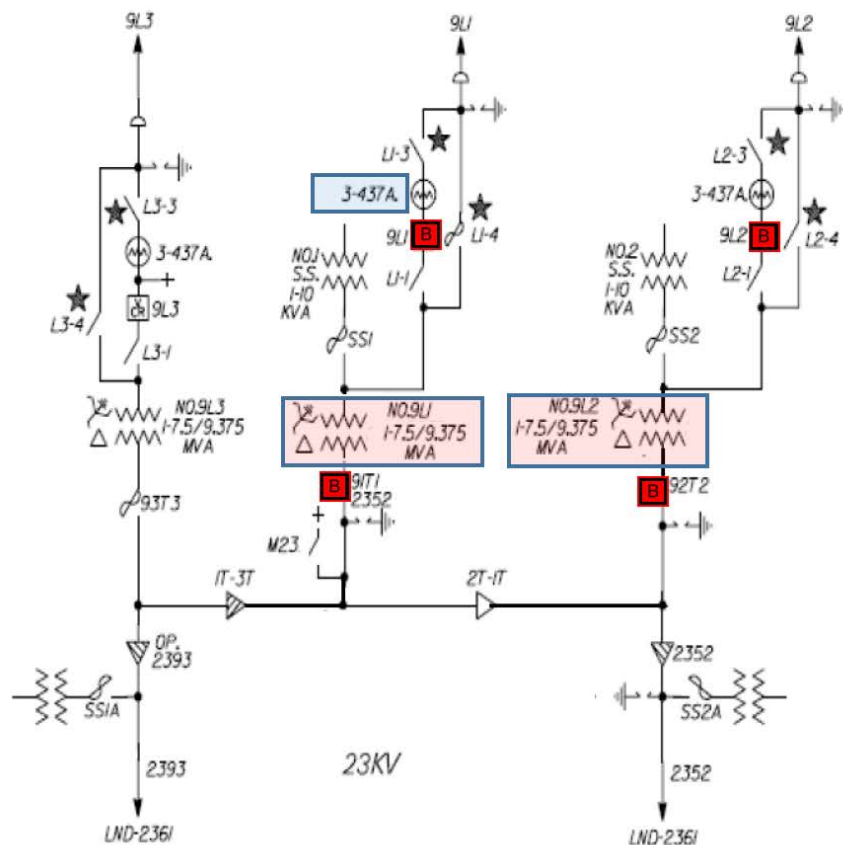 9L3
9L1
9L2
L3-3
3-437A.
V
CR
9L3
L3-4
L3-1
L1-3
3-437A.
9L1
B
L1-4
L1-1
NO.1
S.S.
1-10
KVA
SS1
L2-3
3-437A.
9L2
B
L2-4
L2-1
NO.2
S.S.
1-10
KVA
SS2
NO.9L3
1-7.5/9.375
MVA
NO.9L1
1-7.5/9.375
MVA
NO.9L2
1-7.5/9.375
MVA
93T3
B
91T1
2352
B
92T2
M23
1T-3T
2T-1T
OP.
2393
2352
SS1A
SS2A
2393
23KV
2352
LND-2361
LND-2361